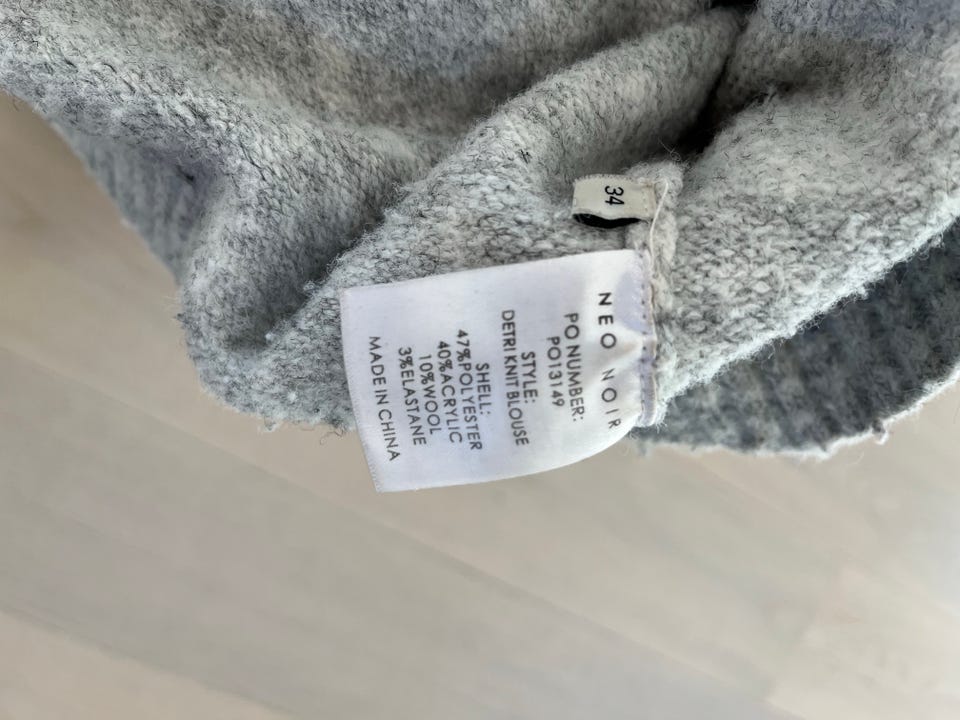 34
NEO NOIR
PO NUMBER:
PO13149
STYLE:
DETRI KNIT BLOUSE
SHELL:
47%POLYESTER
40%ACRYLIC
10%WOOL
3%ELASTANE
MADE IN CHINA